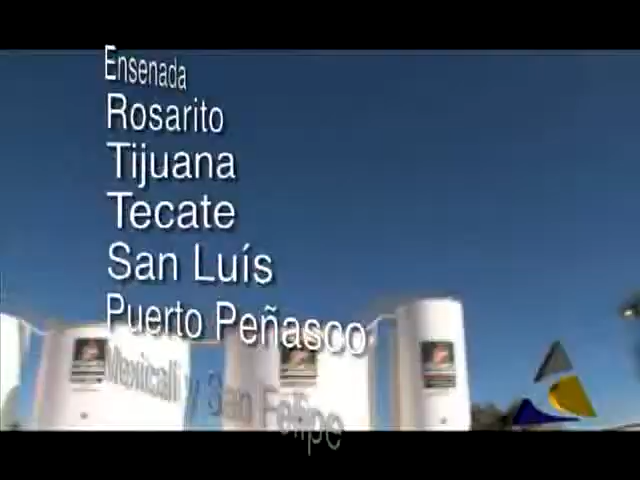 Ensenada
Rosarito
Tijuana
Tecate
San Luís
Puerto Peñasco
Mexicali y San Felipe